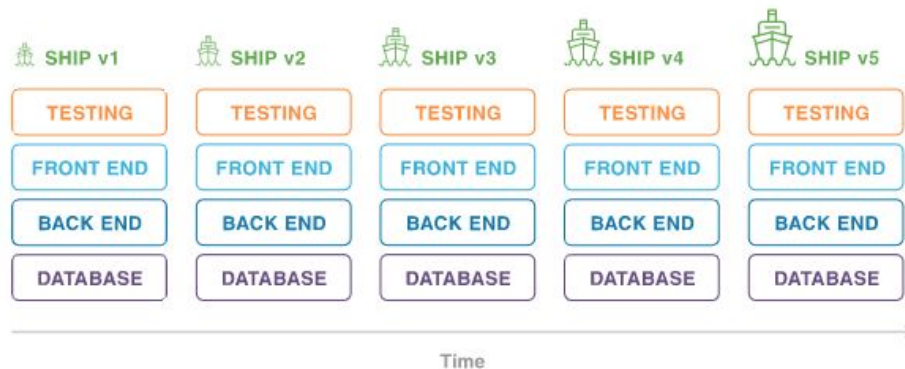 SHIP v1 SHIP v2 SHIP v3 SHIP v4 SHIP v5
TESTING TESTING TESTING TESTING TESTING
FRONT END FRONT END FRONT END FRONT END FRONT END
BACK END BACK END BACK END BACK END BACK END
DATABASE DATABASE DATABASE DATABASE DATABASE
Time